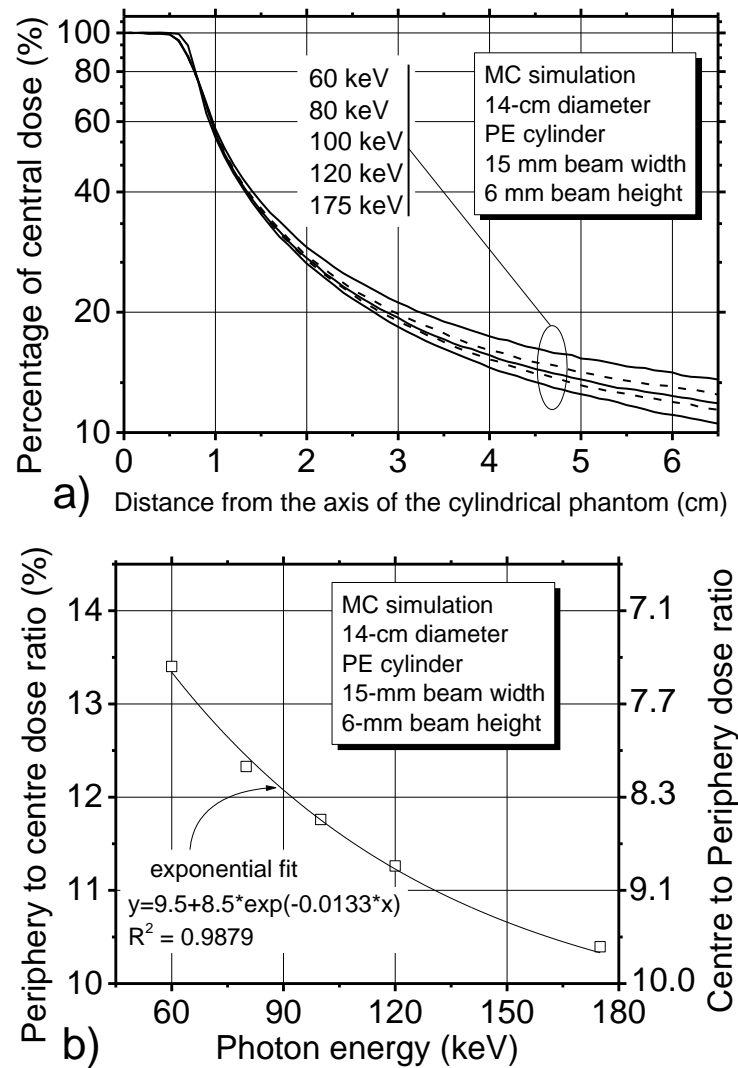 Percentage of central dose (%)
100
80
60
40
20
10
60 keV
80 keV
100 keV
120 keV
175 keV
MC simulation
14-cm diameter
PE cylinder
15 mm beam width
6 mm beam height
0 1 2 3 4 5 6
a) Distance from the axis of the cylindrical phantom (cm)
Periphery to centre dose ratio (%)
14
13
12
11
10
MC simulation
14-cm diameter
PE cylinder
15-mm beam width
6-mm beam height
exponential fit
y=9.5+8.5*exp(-0.0133*x)
R² = 0.9879
7.1
7.7
8.3
9.1
10.0
Centre to Periphery dose ratio
60 90 120 150 180
b) Photon energy (keV)